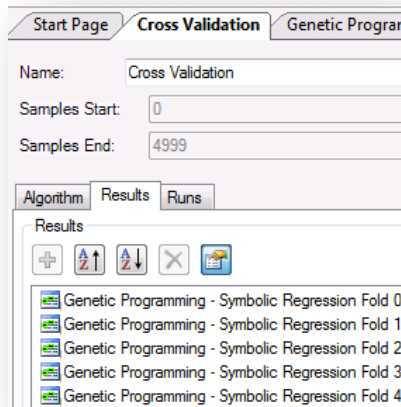 Start Page Cross Validation Genetic
Name: Cross Validation
Samples Start: 0
Samples End: 4999
Algorithm Results Runs
Results
Genetic Programming - Symbolic Regression Fold 0
Genetic Programming - Symbolic Regression Fold 1
Genetic Programming - Symbolic Regression Fold 2
Genetic Programming - Symbolic Regression Fold 3
Genetic Programming - Symbolic Regression Fold 4